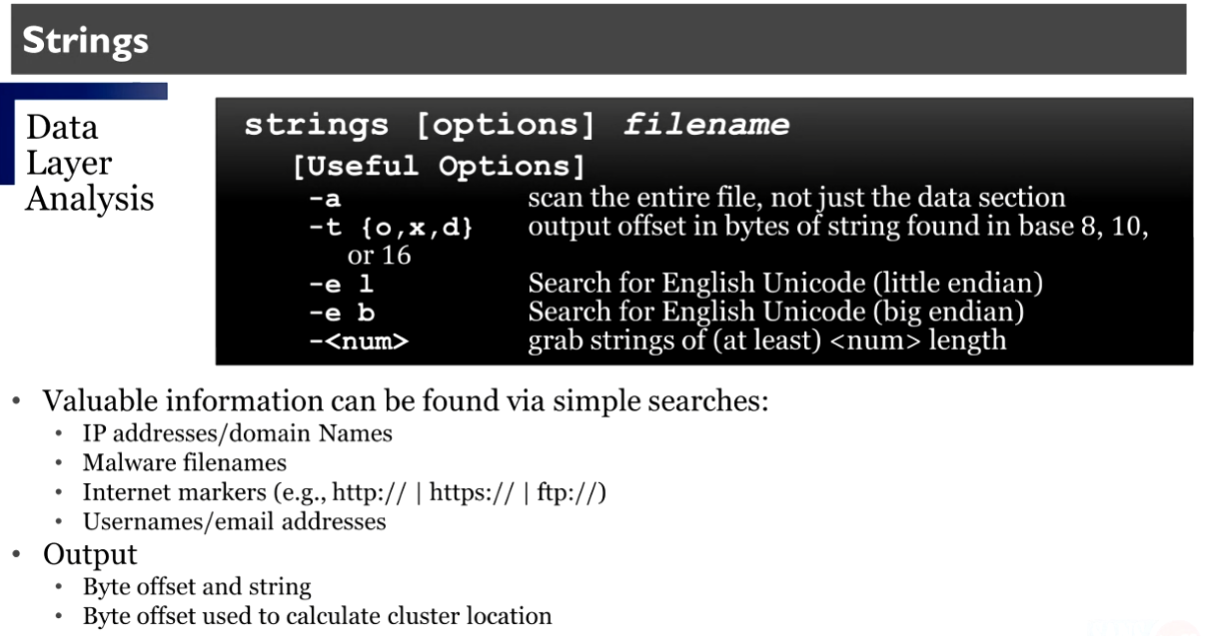 Strings
Data
Layer
Analysis
strings [options] filename
[Useful Options]
-a scan the entire file, not just the data section
-t {o,x,d} output offset in bytes of string found in base 8, 10,
or 16
-e l Search for English Unicode (little endian)
-e b Search for English Unicode (big endian)
-<num> grab strings of (at least) <num> length
• Valuable information can be found via simple searches:
• IP addresses/domain Names
• Malware filenames
• Internet markers (e.g., http:// | https:// | ftp://)
• Usernames/email addresses
• Output
• Byte offset and string
• Byte offset used to calculate cluster location